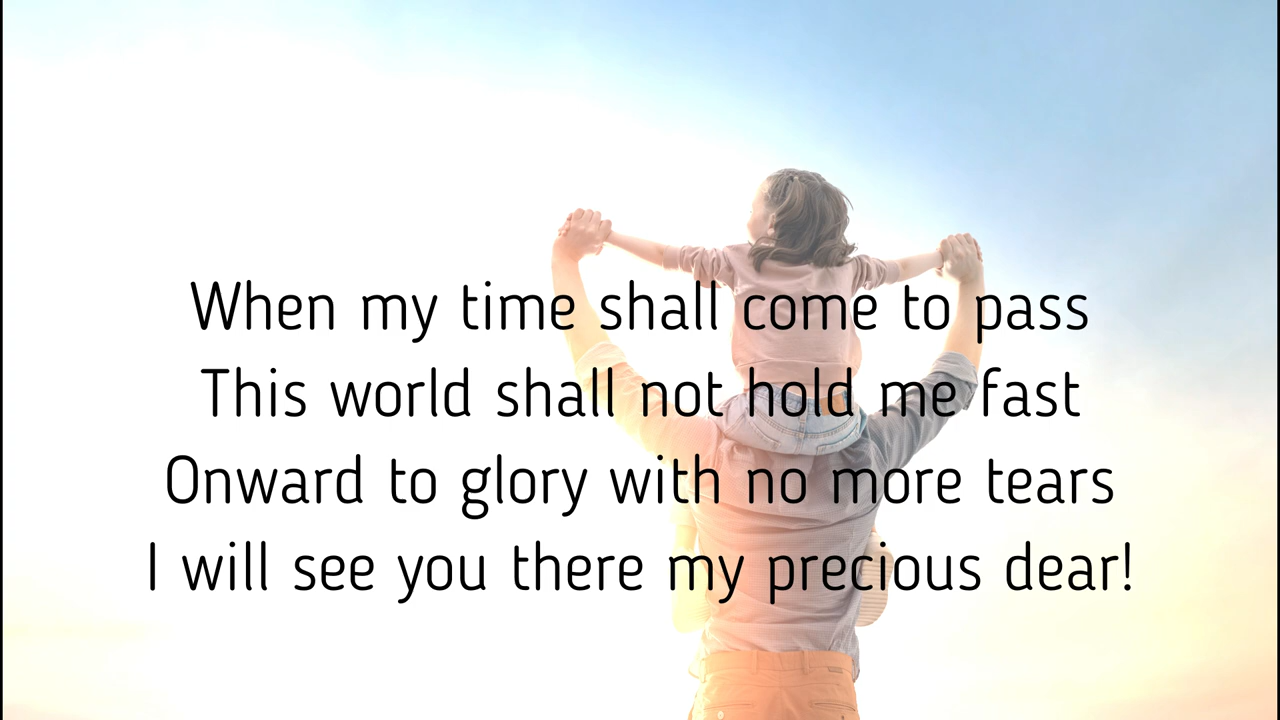 When my time shall come to pass
This world shall not hold me fast
Onward to glory with no more tears
I will see you there my precious dear!